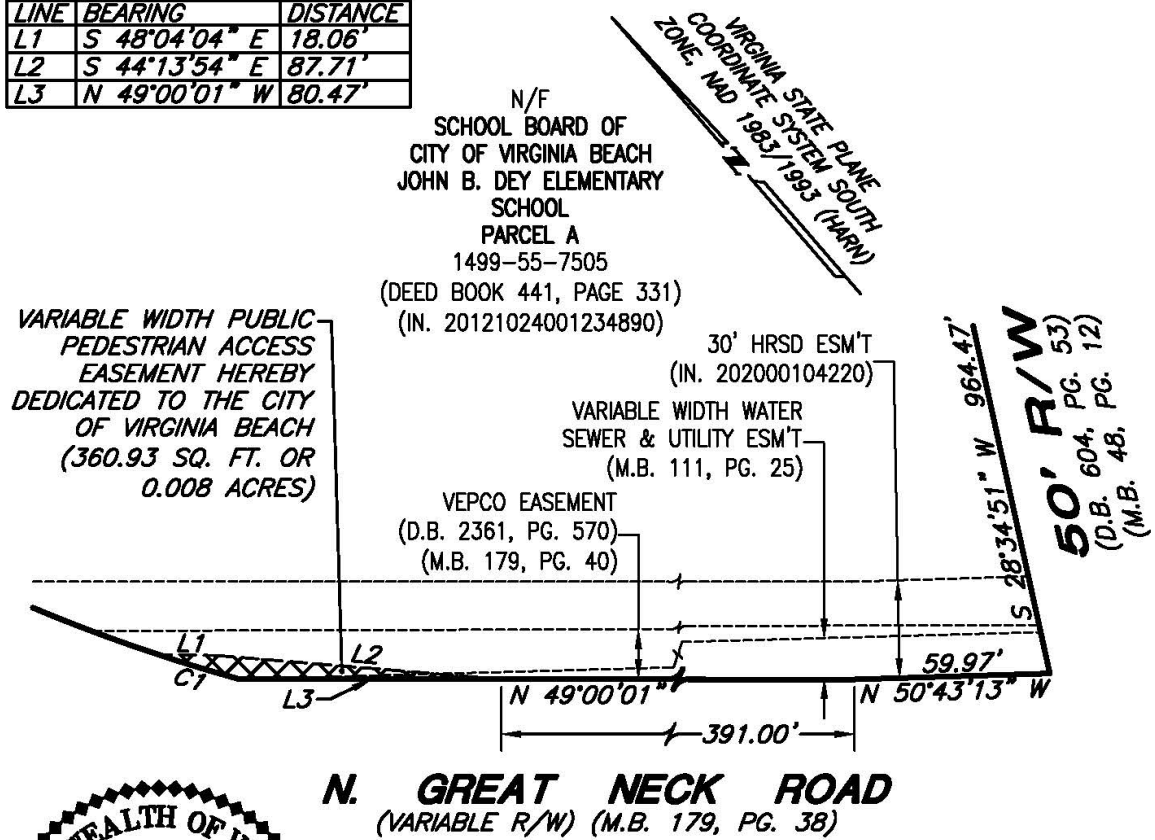 LINE BEARING DISTANCE
L1 S 48°04'04" E 18.06'
L2 S 44°13'54" E 87.71'
L3 N 49°00'01" W 80.47'
VIRGINIA STATE PLANE
COORDINATE SYSTEM SOUTH
ZONE, NAD 1983/1993 (HARN)
N
N/F
SCHOOL BOARD OF
CITY OF VIRGINIA BEACH
JOHN B. DEY ELEMENTARY
SCHOOL
PARCEL A
1499-55-7505
(DEED BOOK 441, PAGE 331)
(IN. 20121024001234890)
VARIABLE WIDTH PUBLIC
PEDESTRIAN ACCESS
EASEMENT HEREBY
DEDICATED TO THE CITY
OF VIRGINIA BEACH
(360.93 SQ. FT. OR
0.008 ACRES)
30' HRSD ESM'T
(IN. 202000104220)
VARIABLE WIDTH WATER
SEWER & UTILITY ESM'T
(M.B. 111, PG. 25)
VEPCO EASEMENT
(D.B. 2361, PG. 570)
(M.B. 179, PG. 40)
S 28°34'51" W 964.47'
50' R/W
(D.B. 604, PG. 53)
(M.B. 48, PG. 12)
L1
L2
C1
L3
59.97'
N 49°00'01"
N 50°43'13" W
391.00'
N. GREAT NECK ROAD
(VARIABLE R/W) (M.B. 179, PG. 38)
EALTH OF